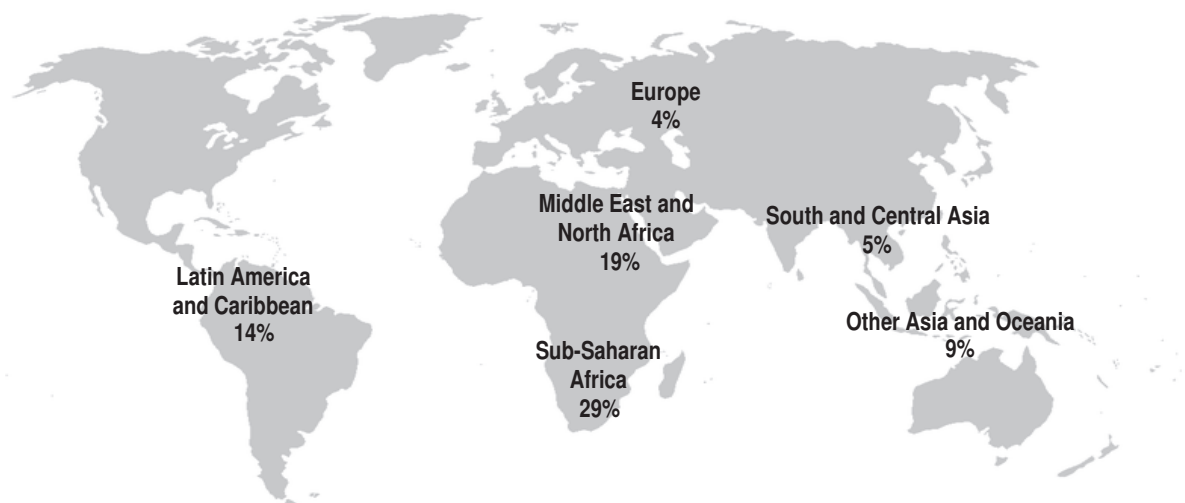 Europe
4%
Middle East and
North Africa
19%
South and Central Asia
5%
Latin America
and Caribbean
14%
Other Asia and Oceania
9%
Sub-Saharan
Africa
29%